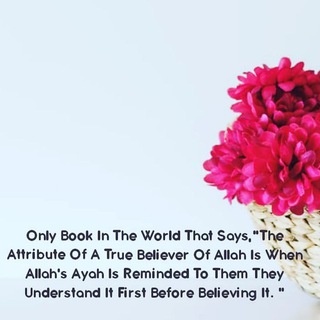 Only Book In The World That Says,"The
Attribute Of A True Believer Of Allah Is When
Allah's Ayah Is Reminded To Them They
Understand It First Before Believing It. "